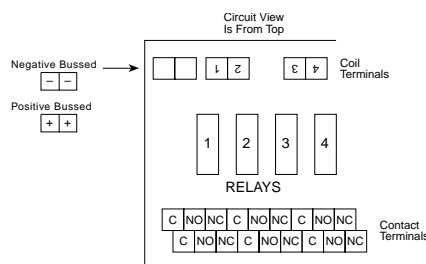 Circuit View
Is From Top
Negative Bussed
– –
1 2
3 4
Coil
Terminals
Positive Bussed
+ +
1 2 3 4
RELAYS
C NO NC C NO NC C NO NC
C NO NC C NO NC C NO NC
Contact
Terminals